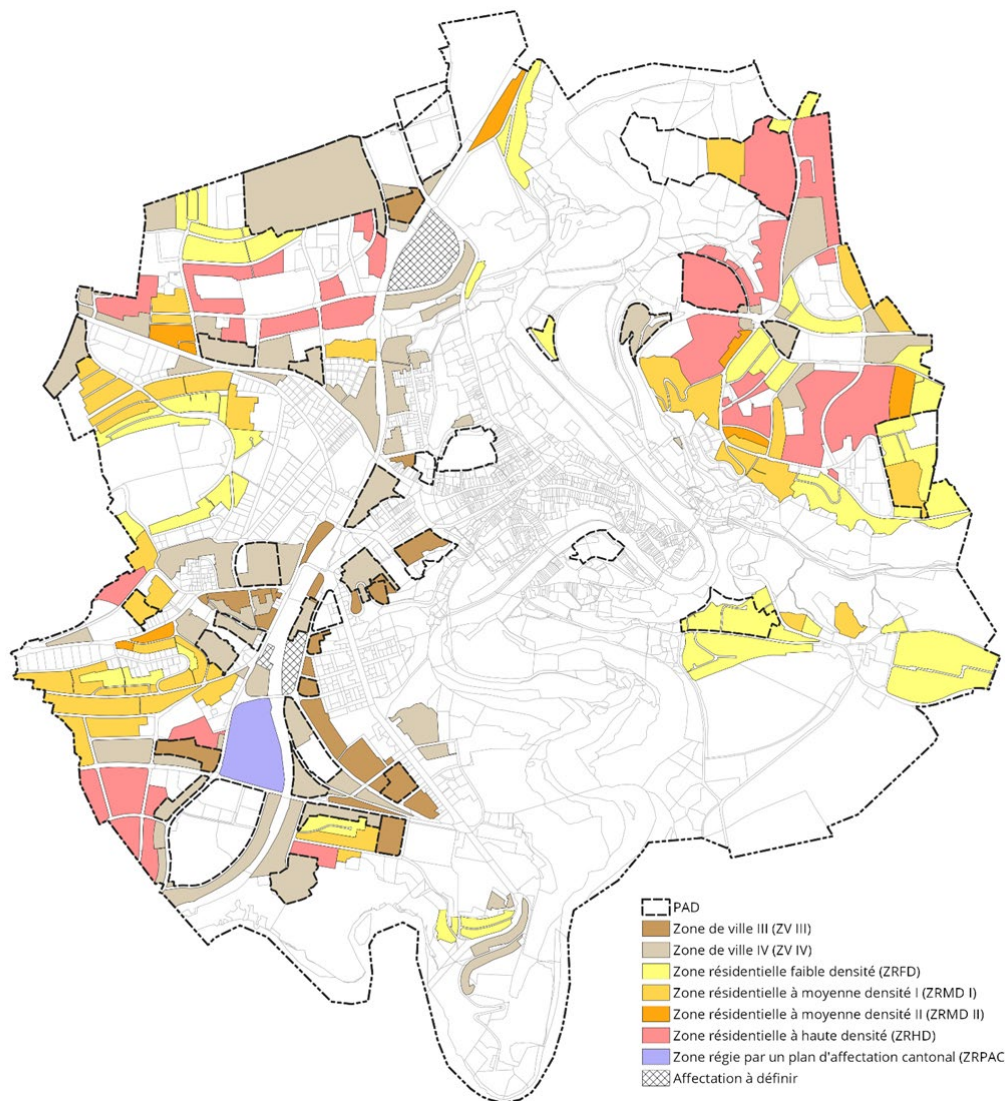 PAD
Zone de ville III (ZV III)
Zone de ville IV (ZV IV)
Zone résidentielle faible densité (ZRFD)
Zone résidentielle à moyenne densité I (ZRMD I)
Zone résidentielle à moyenne densité II (ZRMD II)
Zone résidentielle à haute densité (ZRHD)
Zone régie par un plan d'affectation cantonal (ZRPAC
Affectation à définir